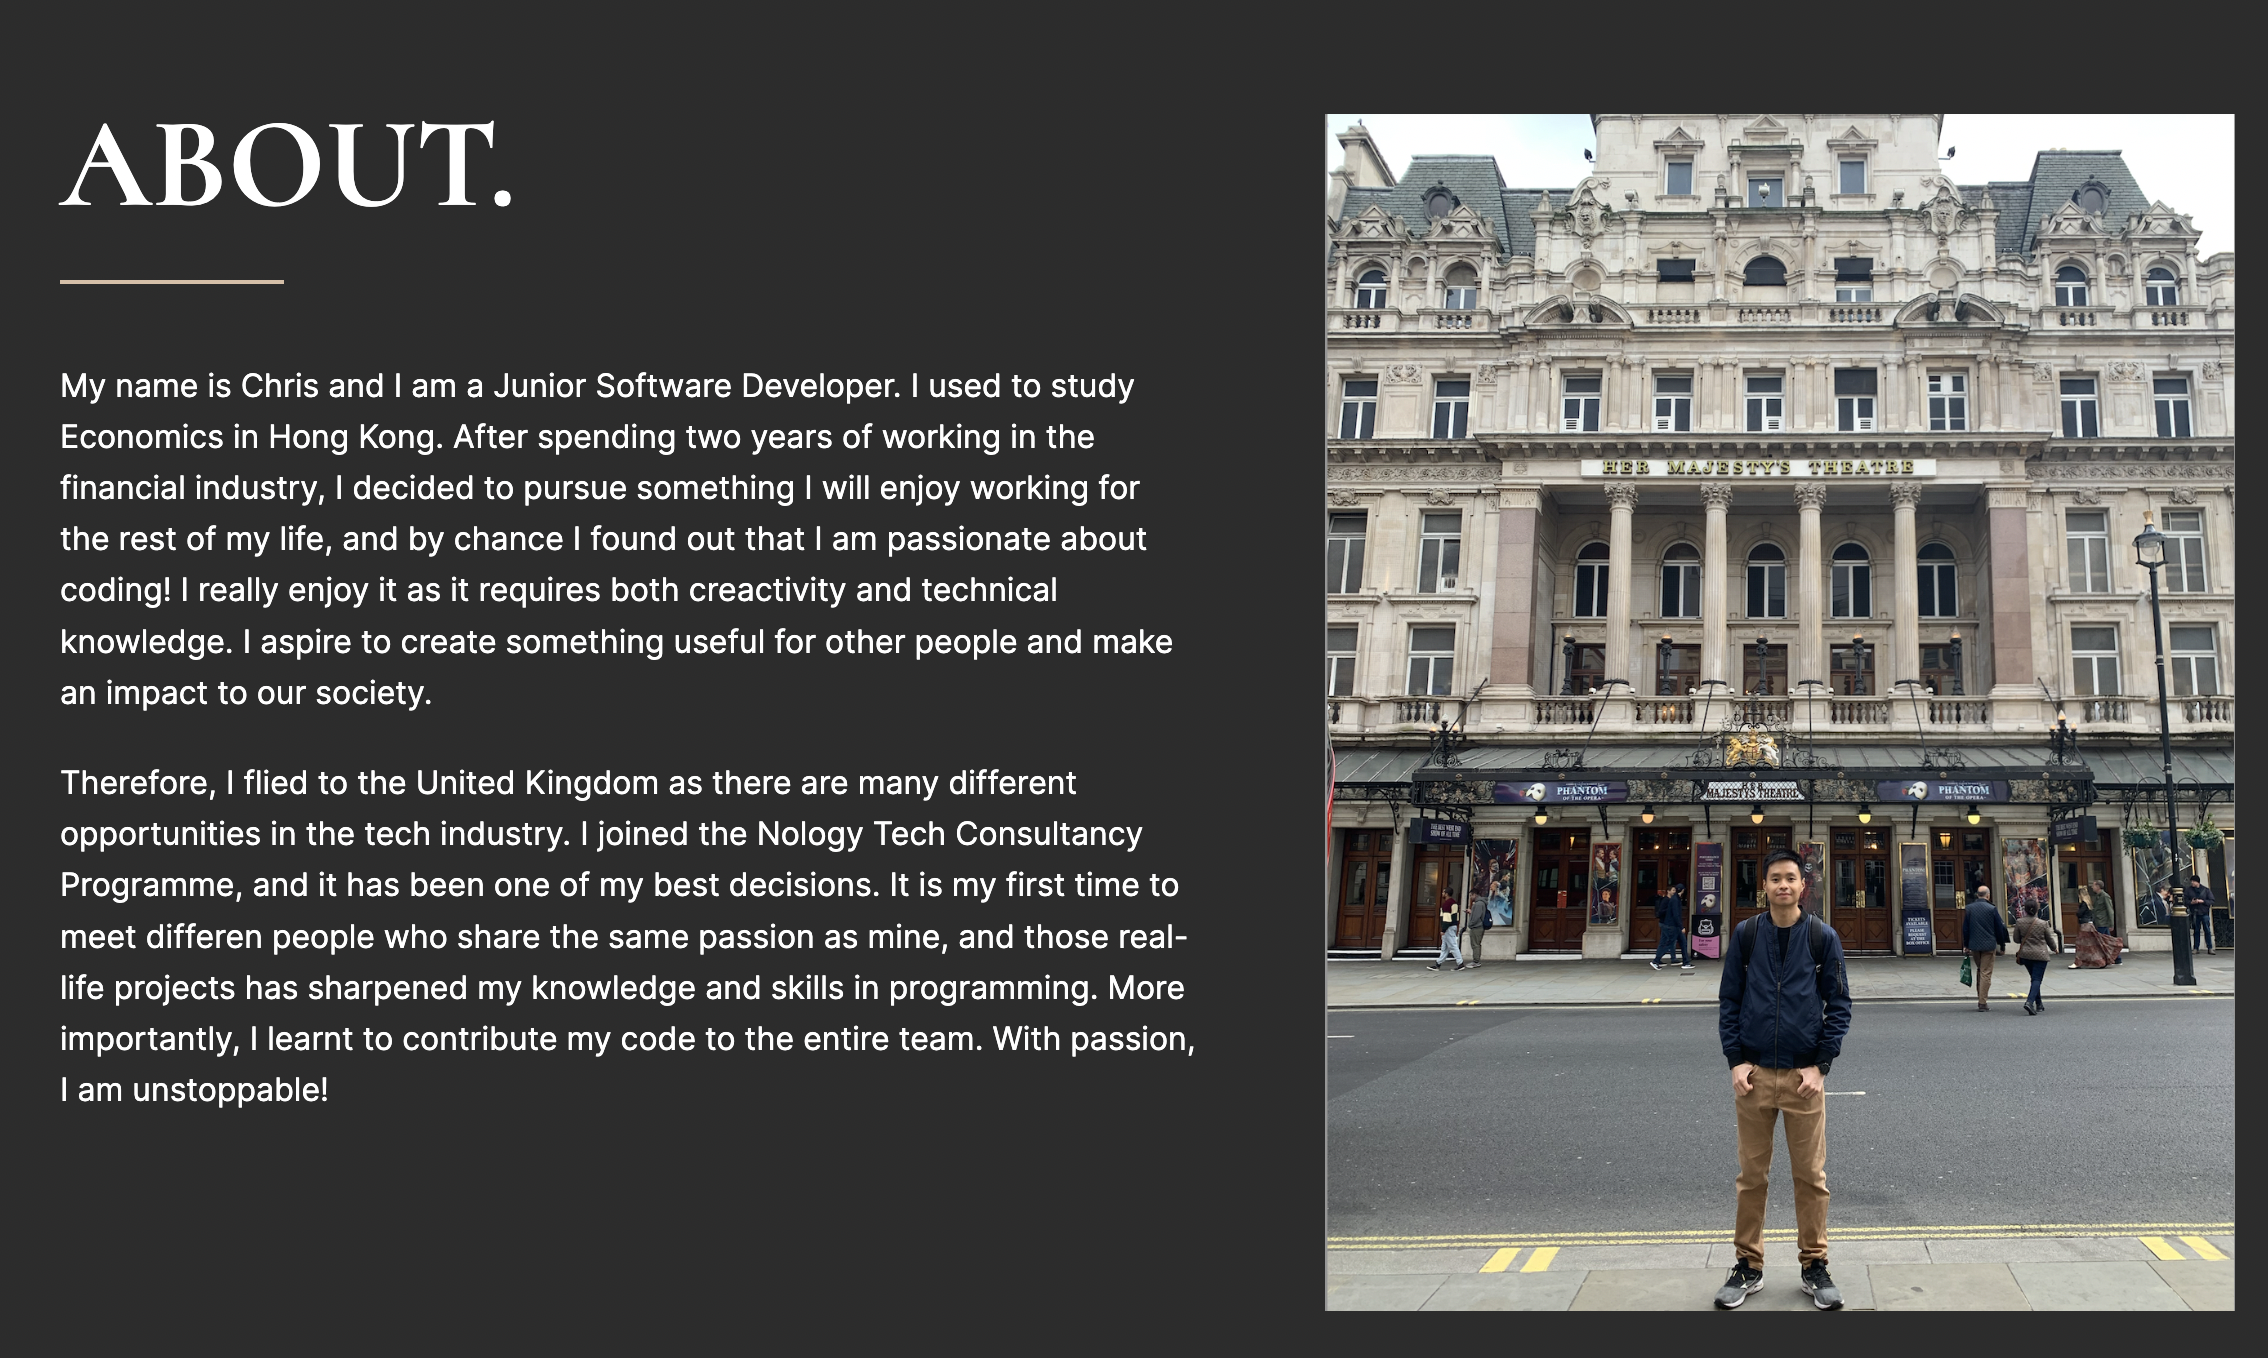 ABOUT.
My name is Chris and I am a Junior Software Developer. I used to study
Economics in Hong Kong. After spending two years of working in the
financial industry, I decided to pursue something I will enjoy working for
the rest of my life, and by chance I found out that I am passionate about
coding! I really enjoy it as it requires both creactivity and technical
knowledge. I aspire to create something useful for other people and make
an impact to our society.
Therefore, I flied to the United Kingdom as there are many different
opportunities in the tech industry. I joined the Nology Tech Consultancy
Programme, and it has been one of my best decisions. It is my first time to
meet differen people who share the same passion as mine, and those real-
life projects has sharpened my knowledge and skills in programming. More
importantly, I learnt to contribute my code to the entire team. With passion,
I am unstoppable!
HER MAJESTY'S THEATRE
PHANTOM
OF THE OPERA
MAJESTY'S THEATRE
PHANTOM
OF THE OPERA